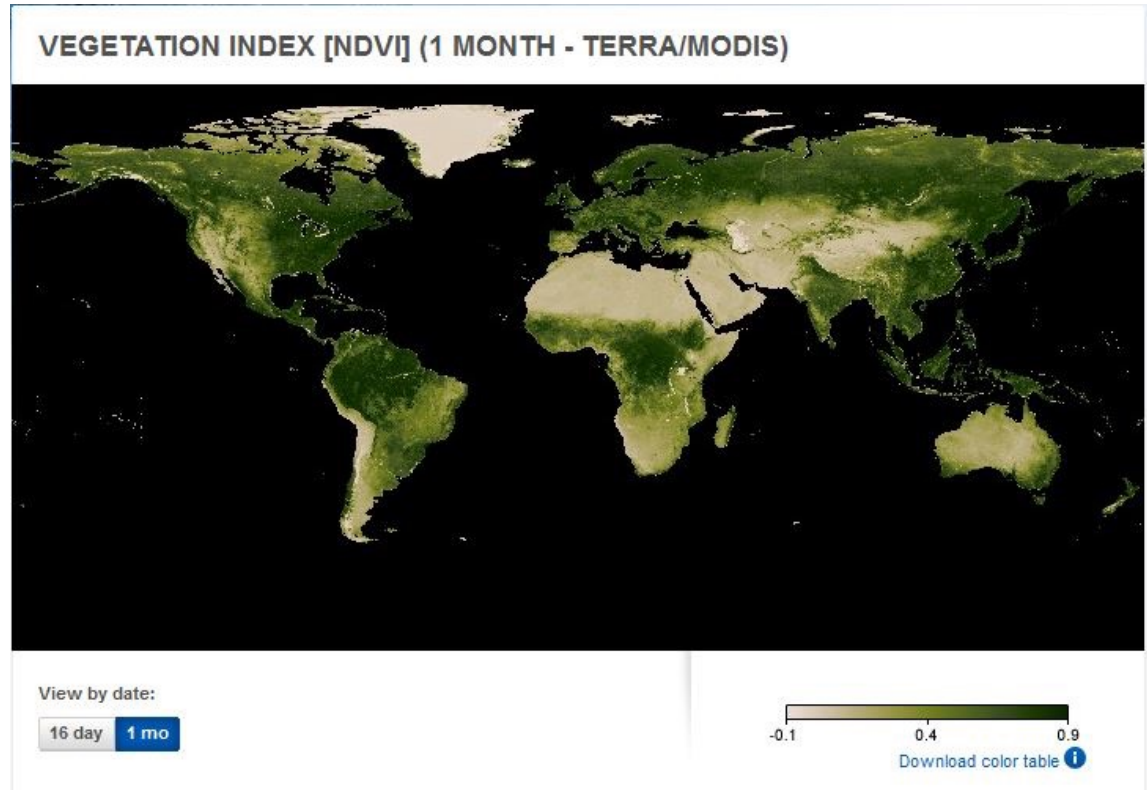 VEGETATION INDEX [NDVI] (1 MONTH - TERRA/MODIS)
View by date:
16 day 1 mo
-0.1 0.4 0.9
Download color table i